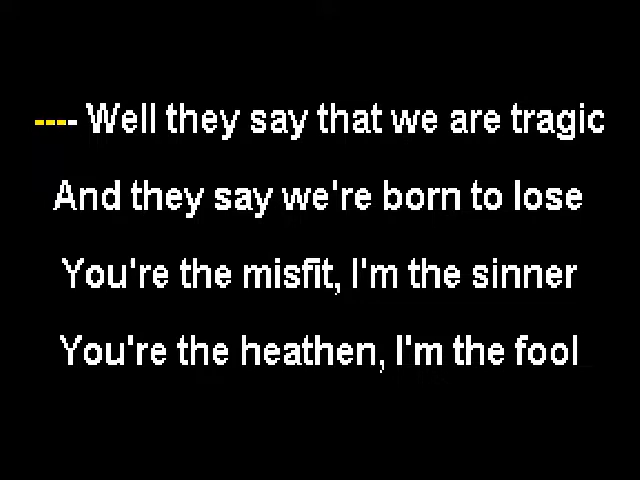 ---- Well they say that we are tragic
And they say we're born to lose
You're the misfit, I'm the sinner
You're the heathen, I'm the fool